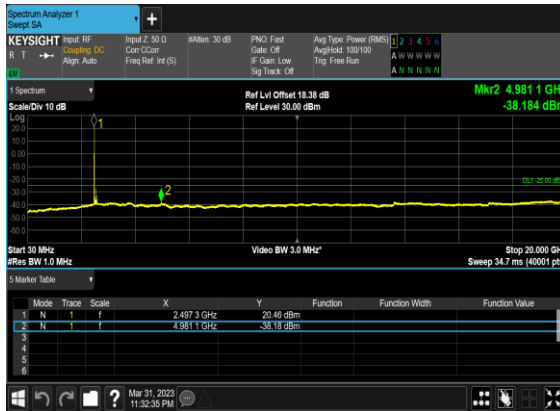 Spectrum Analyzer 1
Swept SA
KEYSIGHT Input: RF Input Z: 50 Ω #Atten: 30 dB PNO: Fast Avg Type: Power (RMS) 1 2 3 4 5 6
R T Coupling: DC Corr CCorr Gate: Off Avg|Hold: 100/100 A W W W W W
Align: Auto Freq Ref: Int (S) IF Gain: Low Trig: Free Run
LXI Sig Track: Off A N N N N N
1 Spectrum Ref Lvl Offset 18.38 dB Mkr2 4.981 1 GH
Scale/Div 10 dB Ref Level 30.00 dBm -38.184 dB
Log
20.0 1
10.0
0.00
-10.0
-20.0 DL1 -25.00 dB
-30.0 2
-40.0
-50.0
-60.0
Start 30 MHz Video BW 3.0 MHz* Stop 20.000 GH
#Res BW 1.0 MHz Sweep 34.7 ms (40001 pt
5 Marker Table
Mode Trace Scale X Y Function Function Width Function Value
1 N 1 f 2.497 3 GHz 20.46 dBm
2 N 1 f 4.981 1 GHz -38.18 dBm
3
4
5
6
? Mar 31, 2023
11:32:35 PM